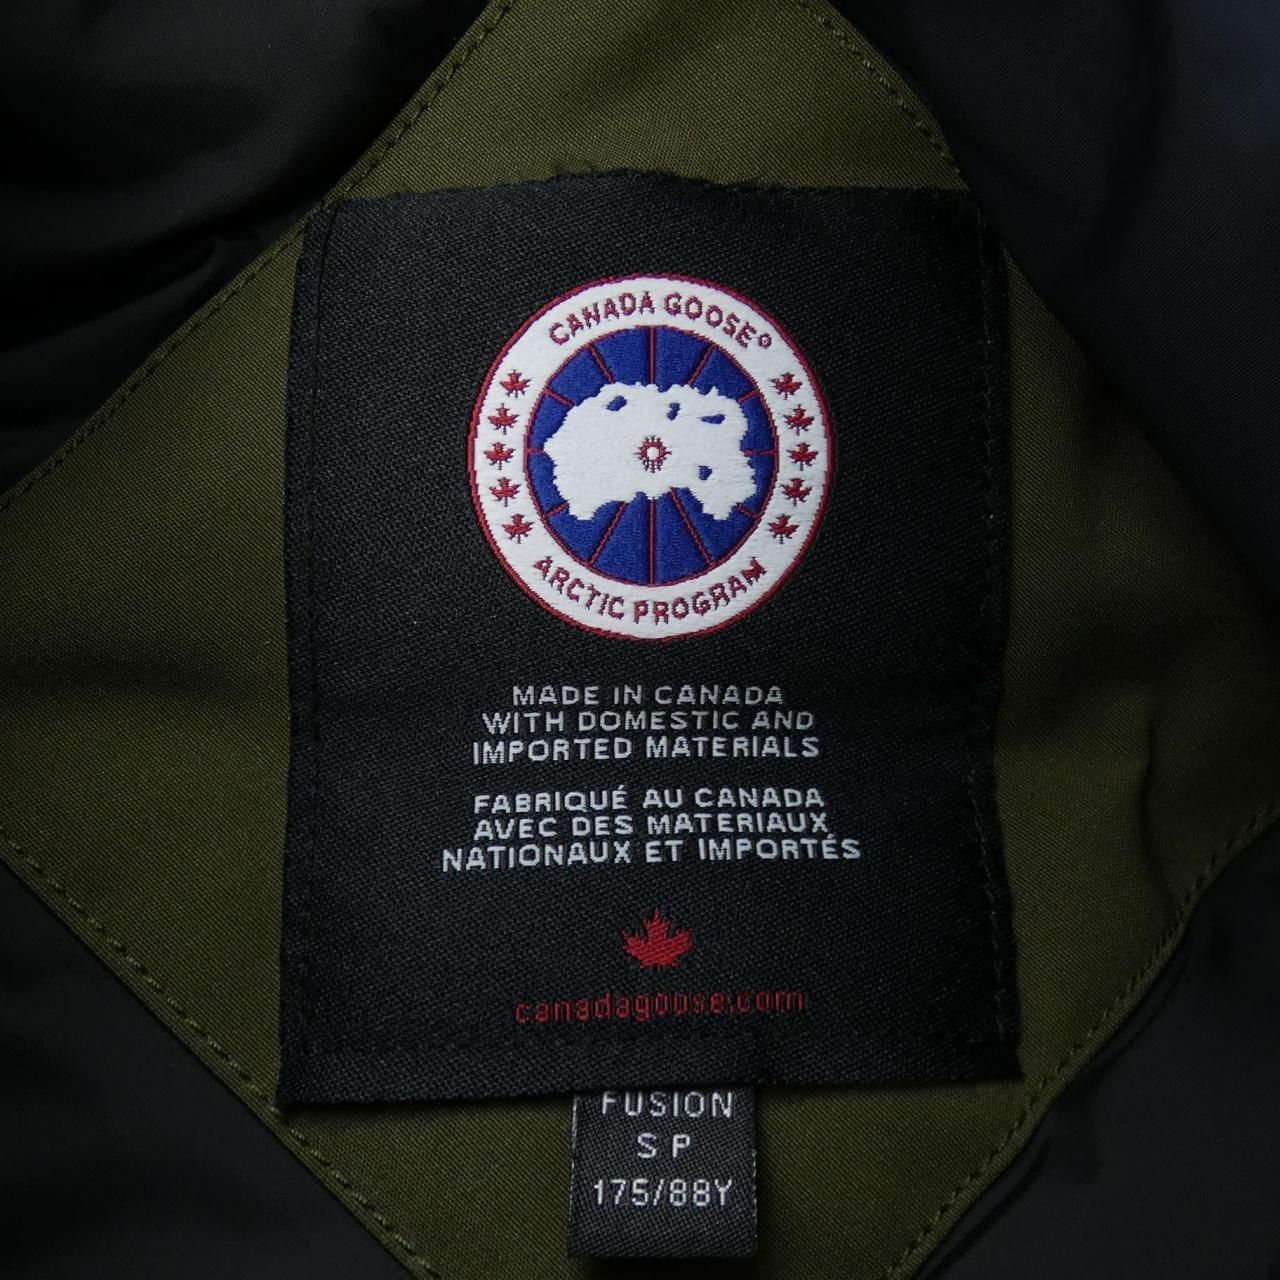 CANADA GOOSE®
ARCTIC PROGRAM
MADE IN CANADA
WITH DOMESTIC AND
IMPORTED MATERIALS
FABRIQUÉ AU CANADA
AVEC DES MATERIAUX
NATIONAUX ET IMPORTÉS
canadagoose.com
FUSION
S P
175/88Y